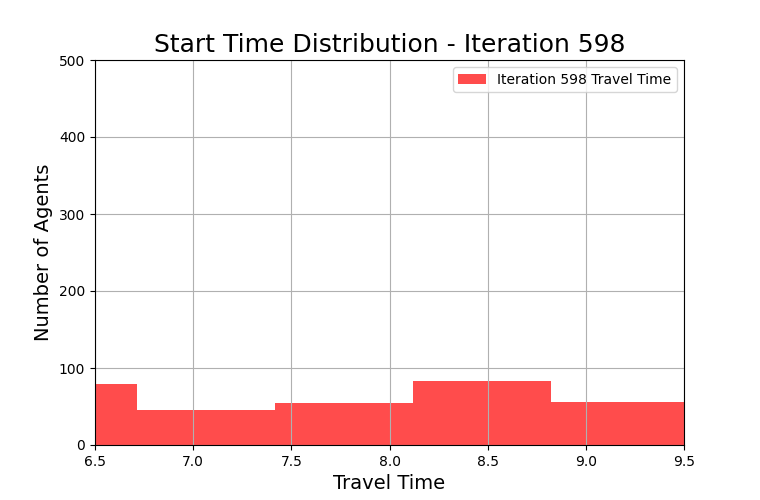 Start Time Distribution - Iteration 598
Iteration 598 Travel Time
500
400
300
200
100
0
Number of Agents
6.5 7.0 7.5 8.0 8.5 9.0 9.5
Travel Time